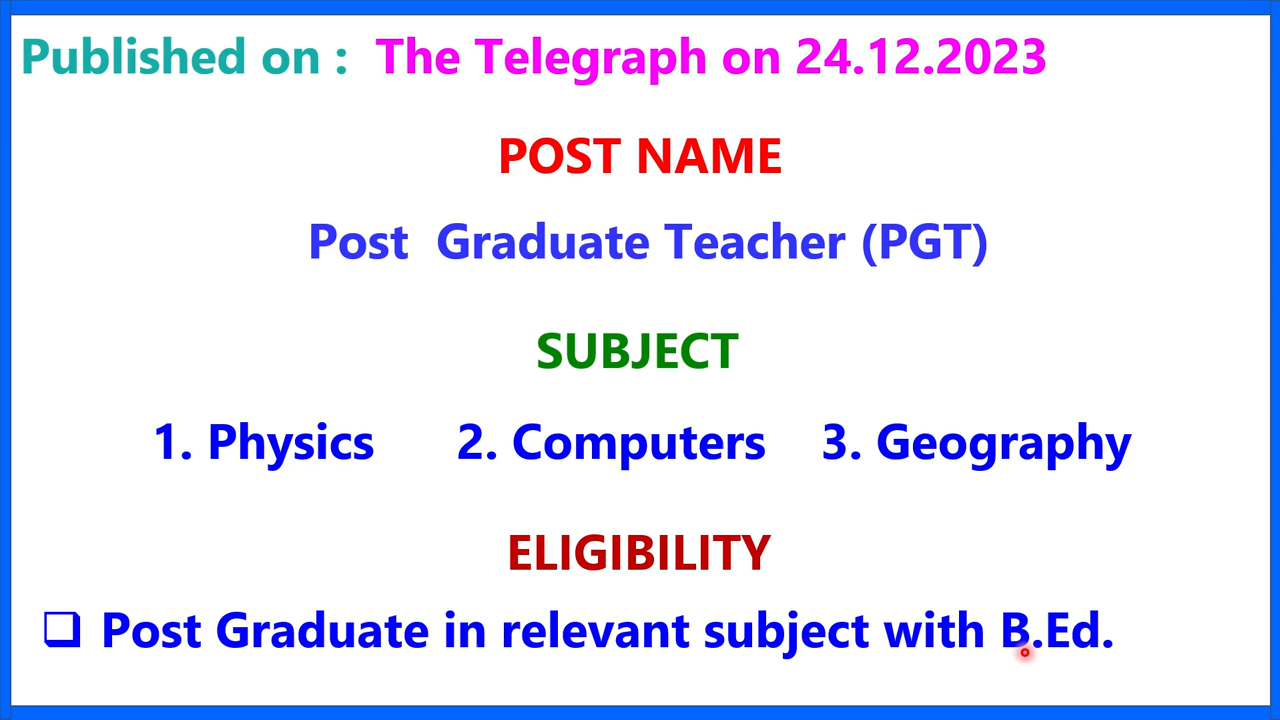 Published on : The Telegraph on 24.12.2023
POST NAME
Post Graduate Teacher (PGT)
SUBJECT
1. Physics 2. Computers 3. Geography
ELIGIBILITY
❑ Post Graduate in relevant subject with B.Ed.